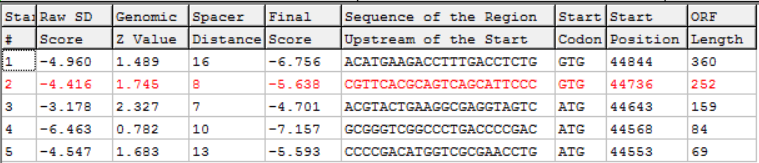 Star Raw SD Genomic Spacer Final Sequence of the Region Start Start ORF
# Score Z Value Distance Score Upstream of the Start Codon Position Length
1 -4.960 1.489 16 -6.756 ACATGAAGACCTTTGACCTCTG GTG 44844 360
2 -4.416 1.745 8 -5.638 CGTTCACGCAGTCAGCATTCCC GTG 44736 252
3 -3.178 2.327 7 -4.701 ACGTACTGAAGGCGAGGTAGTC ATG 44643 159
4 -6.463 0.782 10 -7.157 GCGGGTCGGCCCTGACCCCGAC ATG 44568 84
5 -4.547 1.683 13 -5.593 CCCCGACATGGTCGCGAACCTG ATG 44553 69